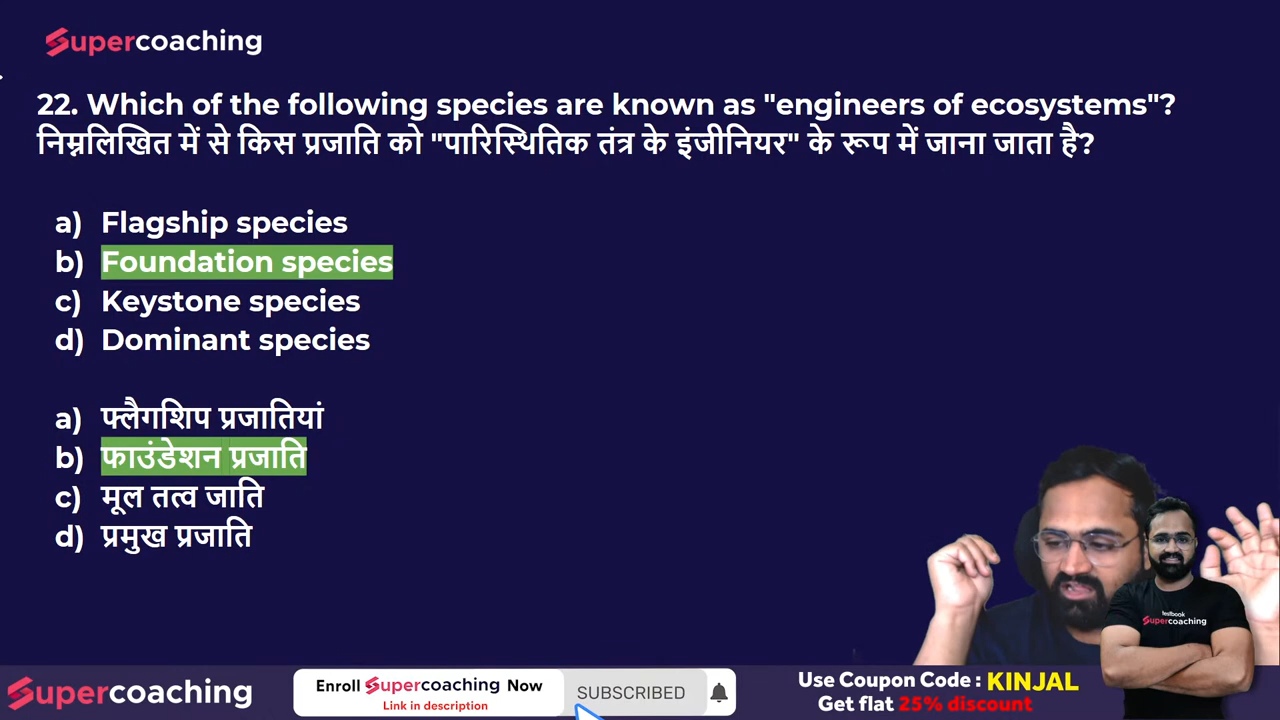 Supercoaching
22. Which of the following species are known as "engineers of ecosystems"?
निम्नलिखित में से किस प्रजाति को "पारिस्थितिक तंत्र के इंजीनियर" के रूप में जाना जाता है?
a) Flagship species
b) Foundation species
c) Keystone species
d) Dominant species
a) फ्लैगशिप प्रजातियां
b) फाउंडेशन प्रजाति
c) मूल तत्व जाति
d) प्रमुख प्रजाति
testbook
Supercoaching
Supercoaching
Enroll Supercoaching Now
Link in description
SUBSCRIBED
Use Coupon Code : KINJAL
Get flat 25% discount